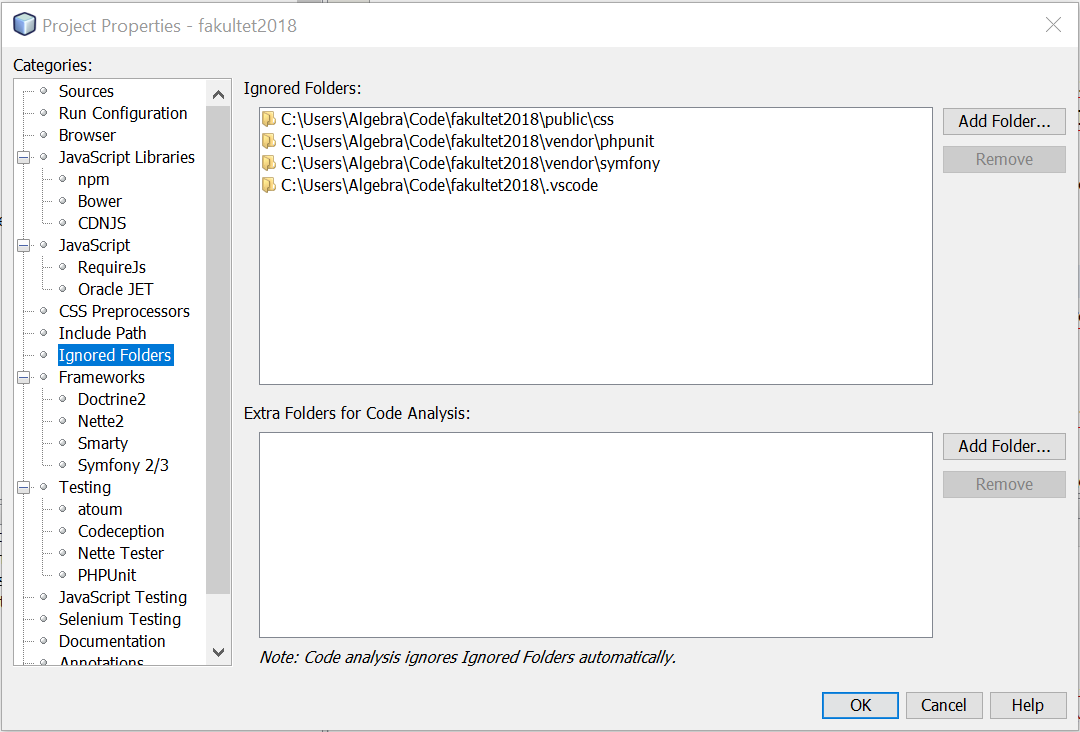 Project Properties - fakultet2018
Categories:
Sources
Run Configuration
Browser
JavaScript Libraries
npm
Bower
CDNJS
JavaScript
RequireJs
Oracle JET
CSS Preprocessors
Include Path
Ignored Folders
Frameworks
Doctrine2
Nette2
Smarty
Symfony 2/3
Testing
atoum
Codeception
Nette Tester
PHPUnit
JavaScript Testing
Selenium Testing
Documentation
Annotations
Ignored Folders:
C:\Users\Algebra\Code\fakultet2018\public\css
C:\Users\Algebra\Code\fakultet2018\vendor\phpunit
C:\Users\Algebra\Code\fakultet2018\vendor\symfony
C:\Users\Algebra\Code\fakultet2018\.vscode
Add Folder...
Remove
Extra Folders for Code Analysis:
Add Folder...
Remove
Note: Code analysis ignores Ignored Folders automatically.
OK
Cancel
Help